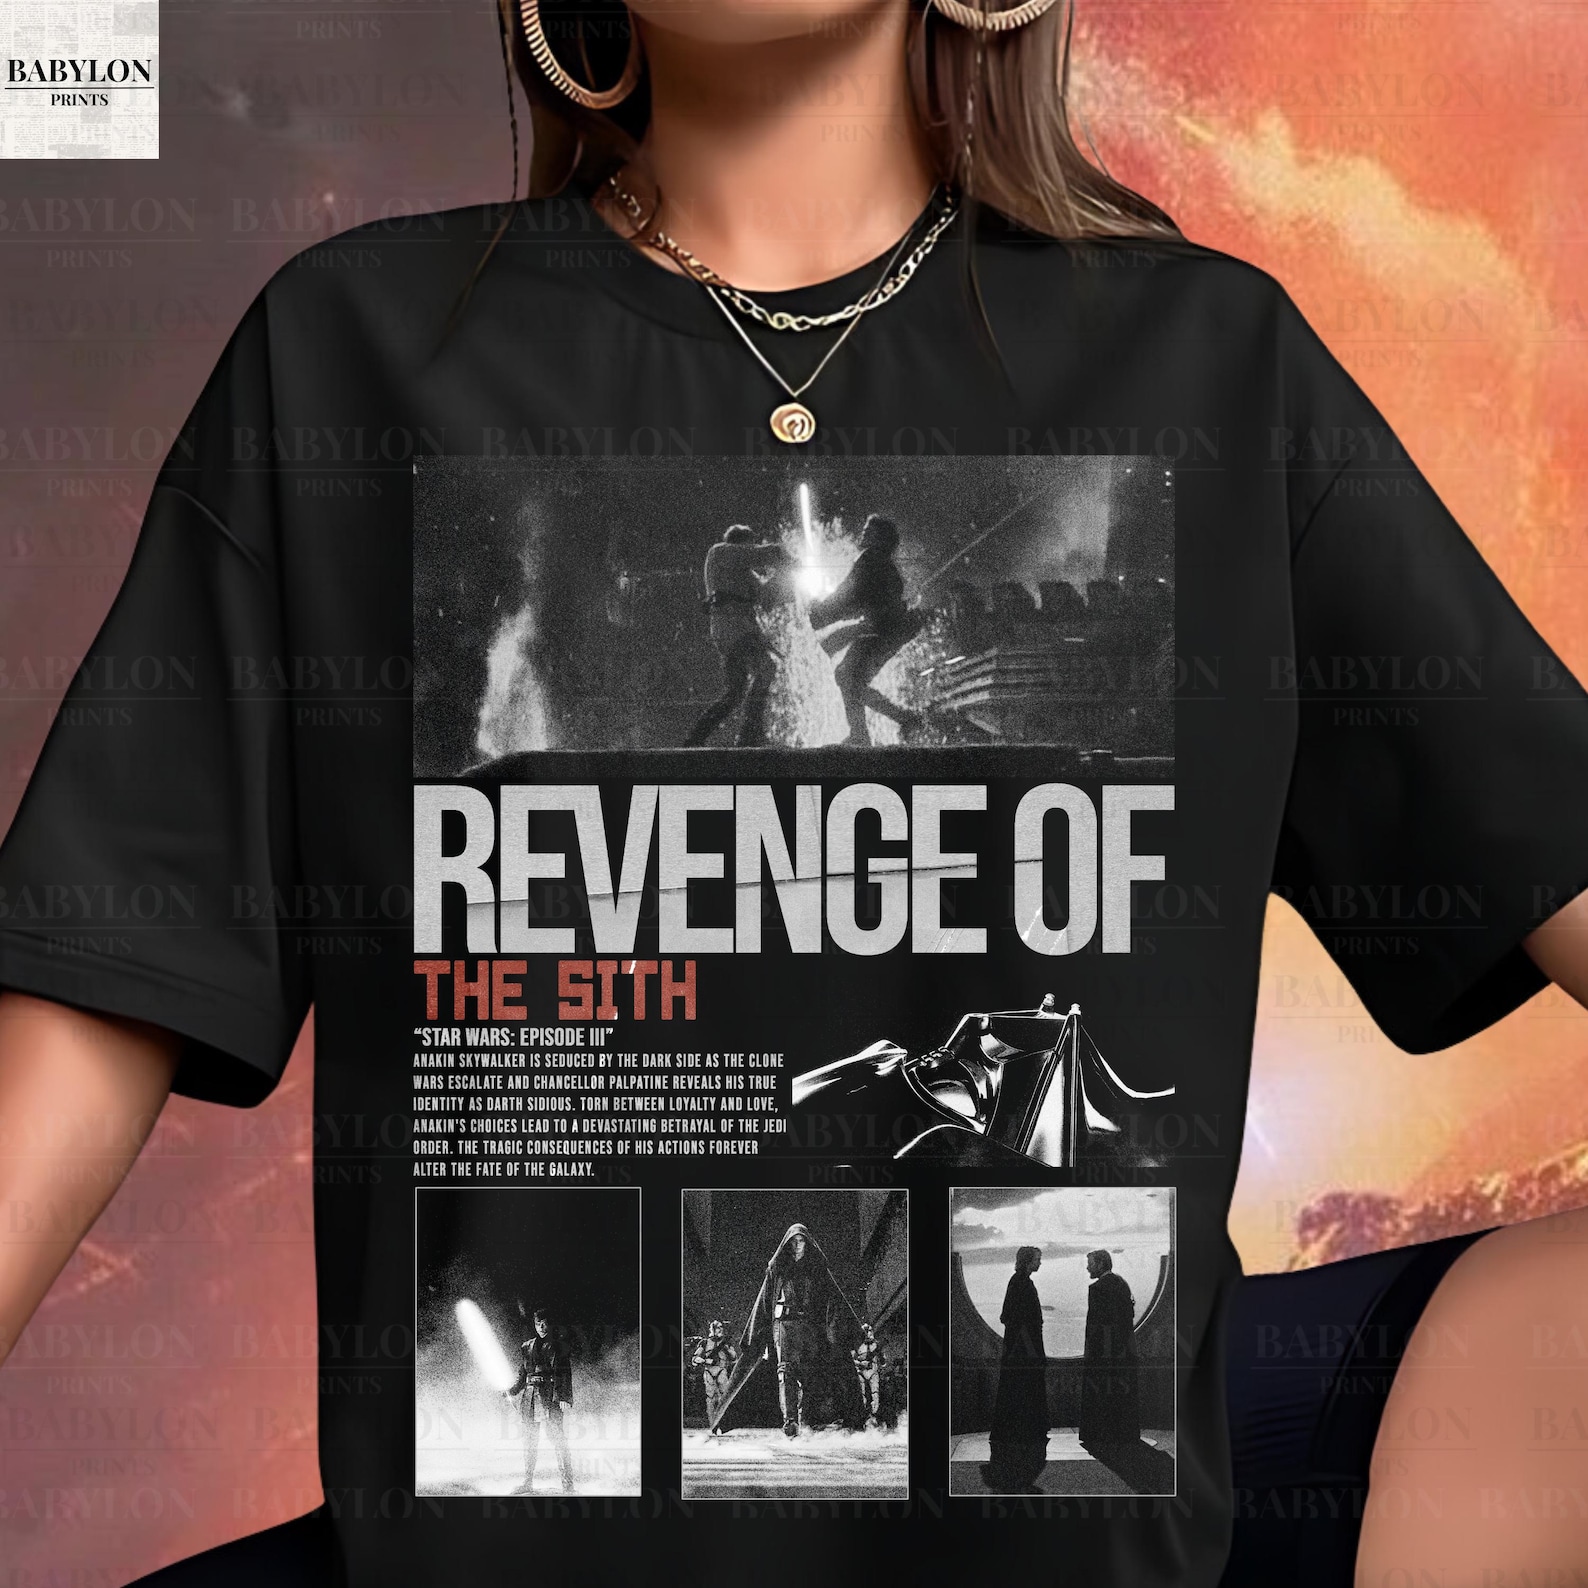 BABYLON
PRINTS
REVENGE OF
THE SITH
“STAR WARS: EPISODE III”
ANAKIN SKYWALKER IS SEDUCED BY THE DARK SIDE AS THE CLONE
WARS ESCALATE AND CHANCELLOR PALPATINE REVEALS HIS TRUE
IDENTITY AS DARTH SIDIOUS. TORN BETWEEN LOYALTY AND LOVE,
ANAKIN'S CHOICES LEAD TO A DEVASTATING BETRAYAL OF THE JEDI
ORDER. THE TRAGIC CONSEQUENCES OF HIS ACTIONS FOREVER
ALTER THE FATE OF THE GALAXY.